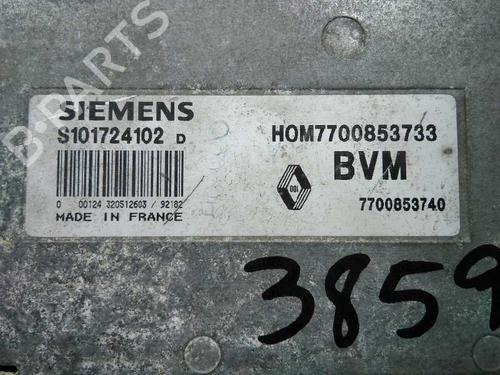 B-PARTS
SIEMENS
S101724102 D
0 00124 320512603 / 92182
MADE IN FRANCE
HOM7700853733
BVM
7700853740
3859